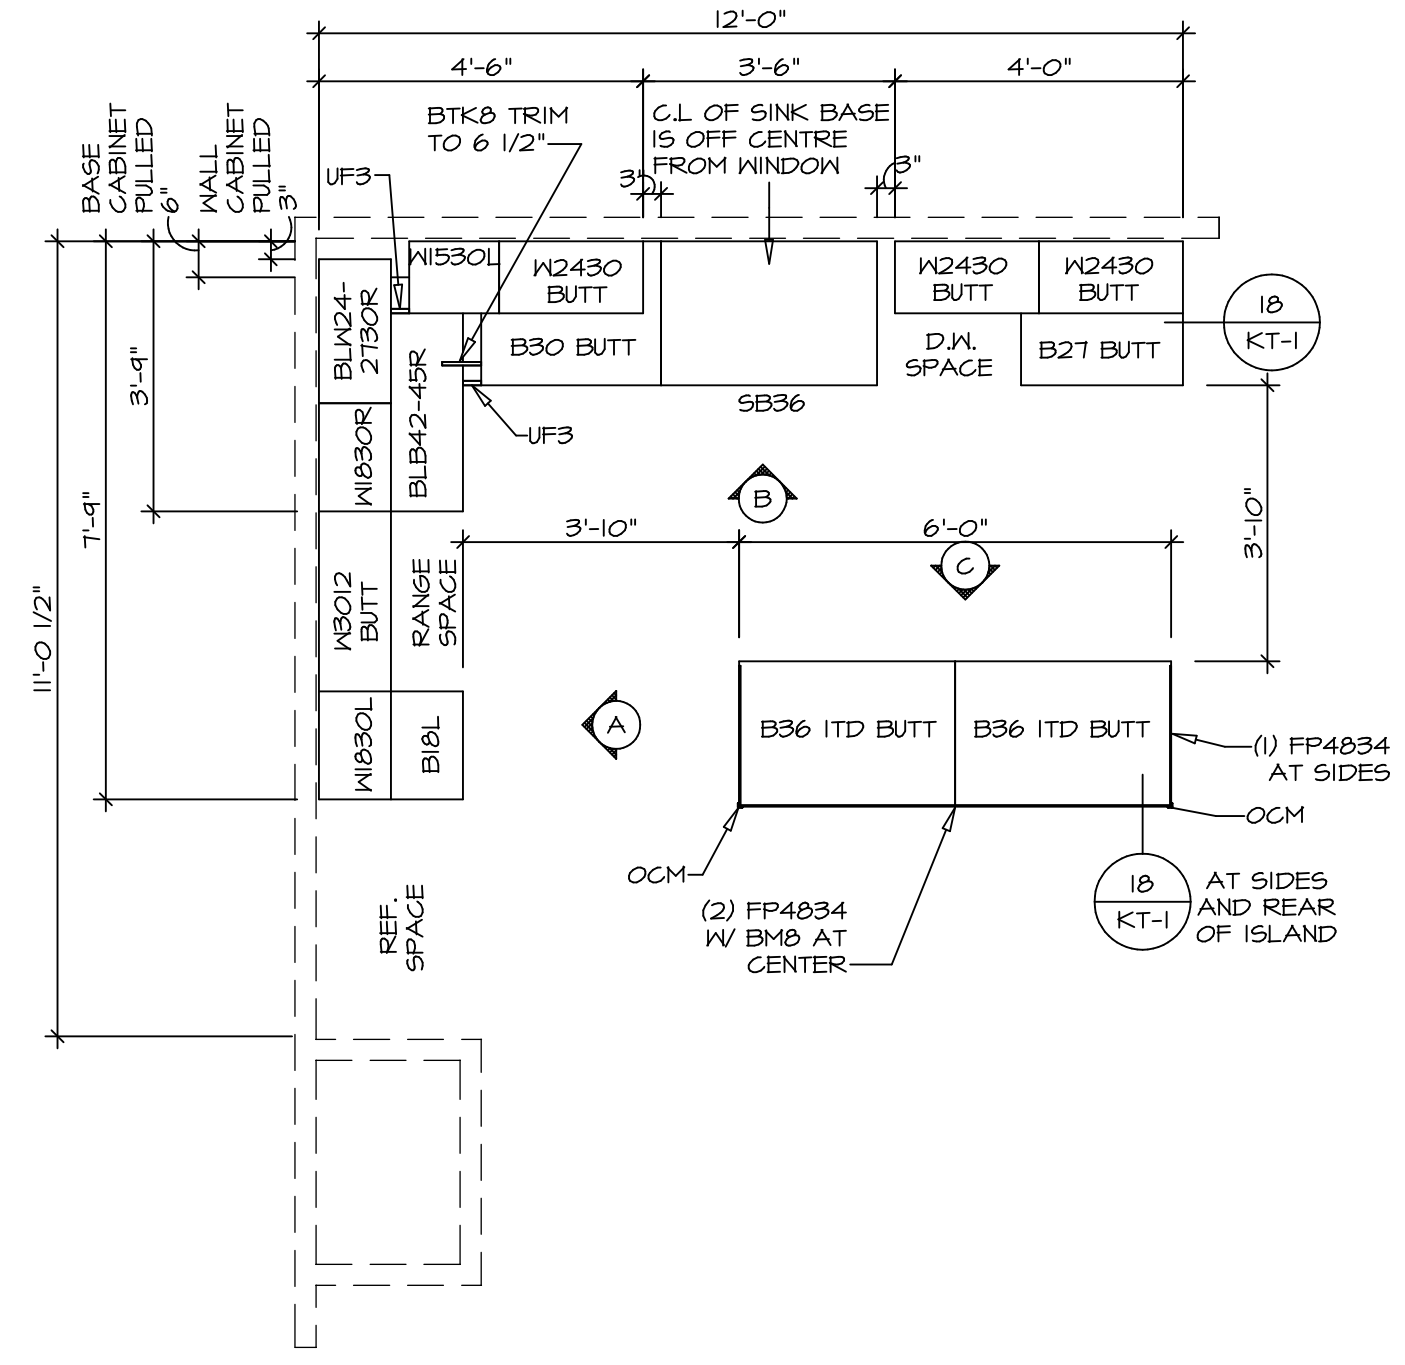 12'-0"
4'-6"
3'-6"
4'-0"
BTK8 TRIM
TO 6 1/2"
C.L OF SINK BASE
IS OFF CENTRE
FROM WINDOW
BASE
CABINET
PULLED
6"
WALL
CABINET
PULLED
3"
UF3
3"
3"
W1530L
W2430
BUTT
W2430
BUTT
W2430
BUTT
BLW24-
2730R
B30 BUTT
D.W.
SPACE
B27 BUTT
18
KT-1
3'-9"
BLB42-45R
SB36
W1830R
UF3
7'-9"
B
3'-10"
6'-0"
3'-10"
C
W3012
BUTT
RANGE
SPACE
11'-0 1/2"
W1830L
B18L
A
B36 1TD BUTT
B36 1TD BUTT
(1) FP4834
AT SIDES
OCM
OCM
(2) FP4834
W/ BM8 AT
CENTER
18
KT-1
AT SIDES
AND REAR
OF ISLAND
REF.
SPACE